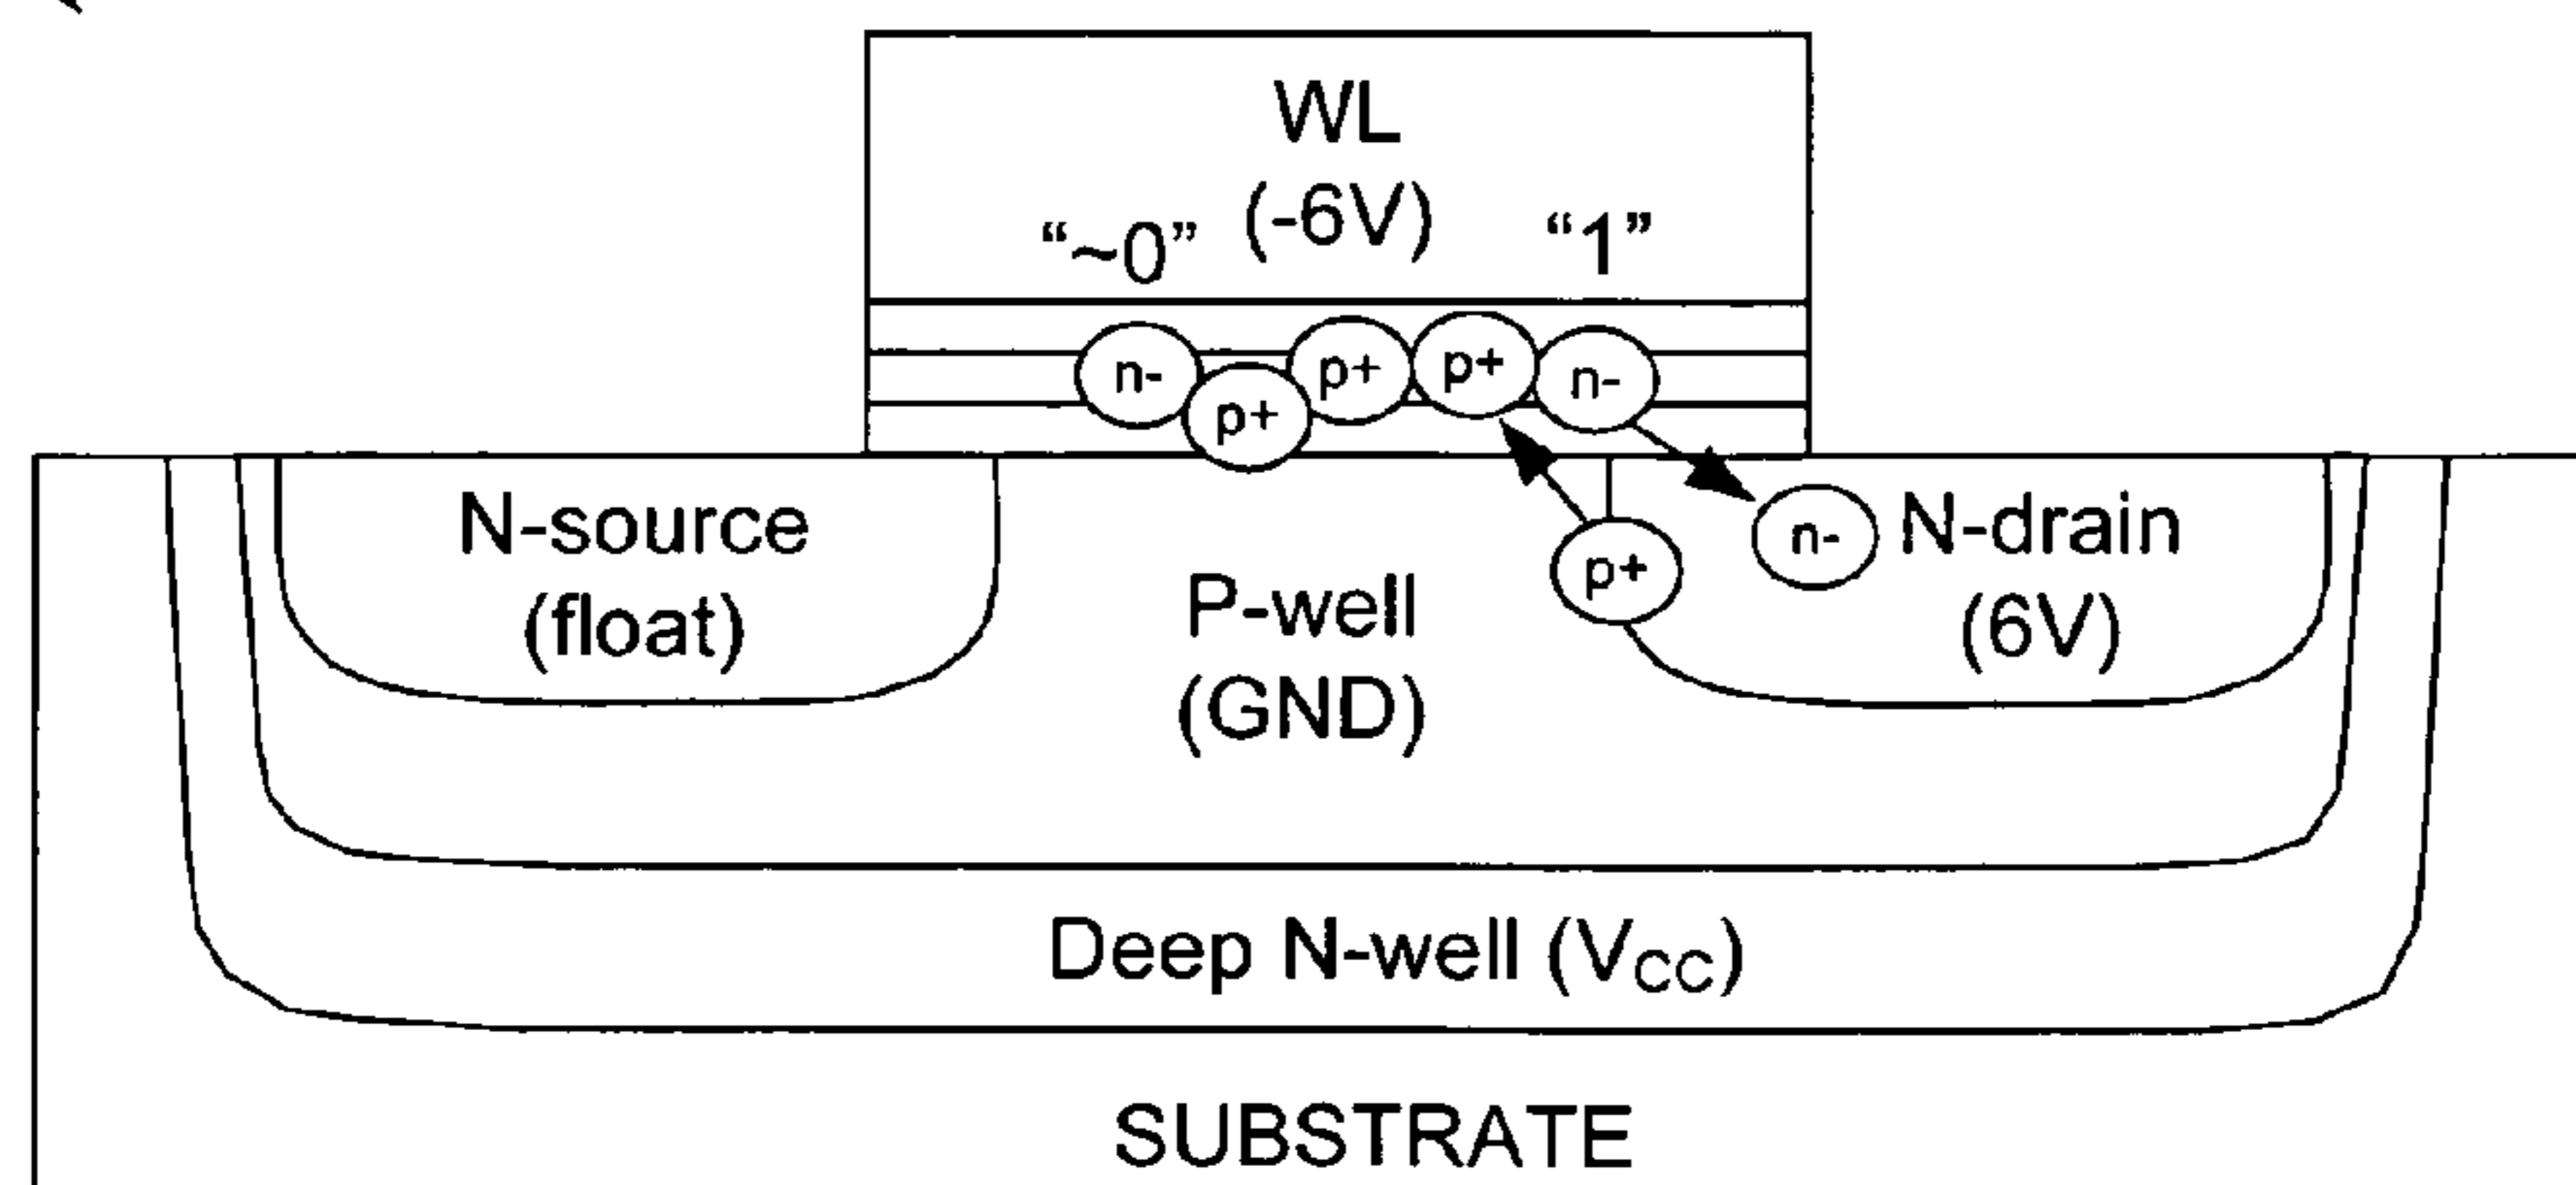 WL
(-6V)
“~0”
“1”
n-
p+
p+
p+
n-
N-source
(float)
P-well
(GND)
p+
n-
N-drain
(6V)
Deep N-well (VCC)
SUBSTRATE